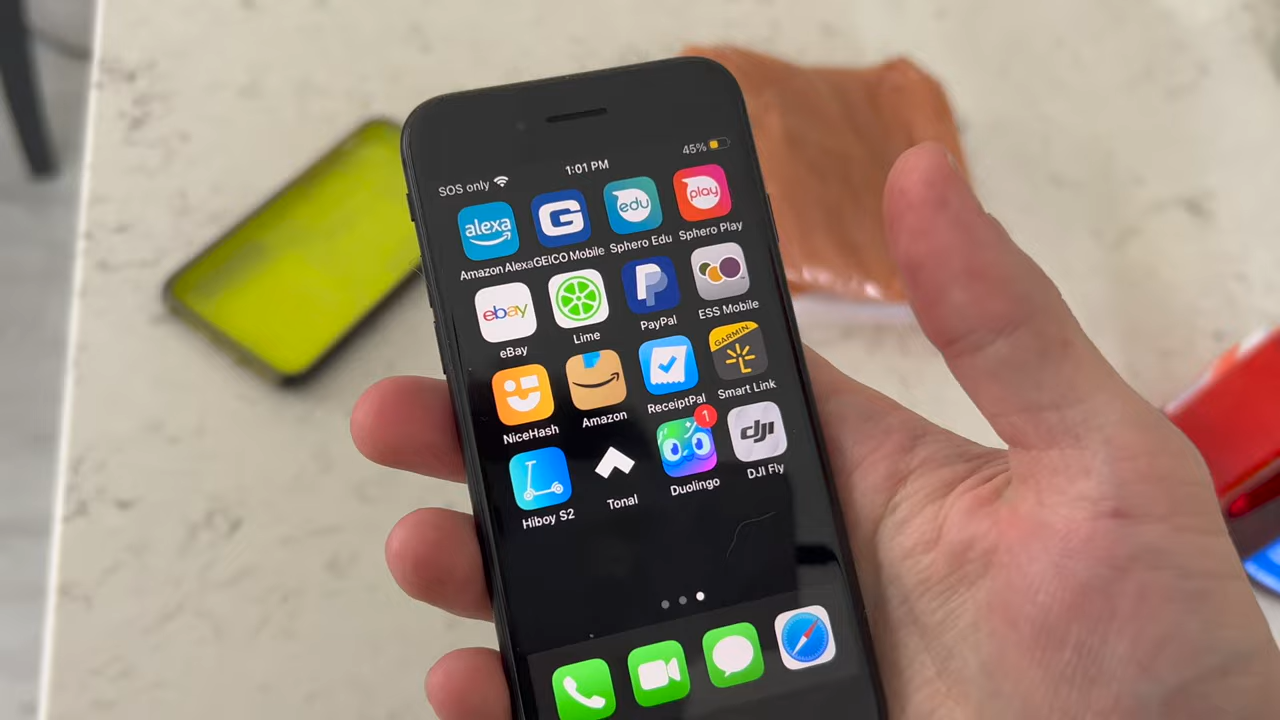 SOS only 1:01 PM 45%
alexa G edu play
Amazon Alexa GEICO Mobile Sphero Edu Sphero Play
ebay
eBay Lime PayPal ESS Mobile
GARMIN
NiceHash Amazon ReceiptPal Smart Link
1
dji
Hiboy S2 Tonal Duolingo DJI Fly